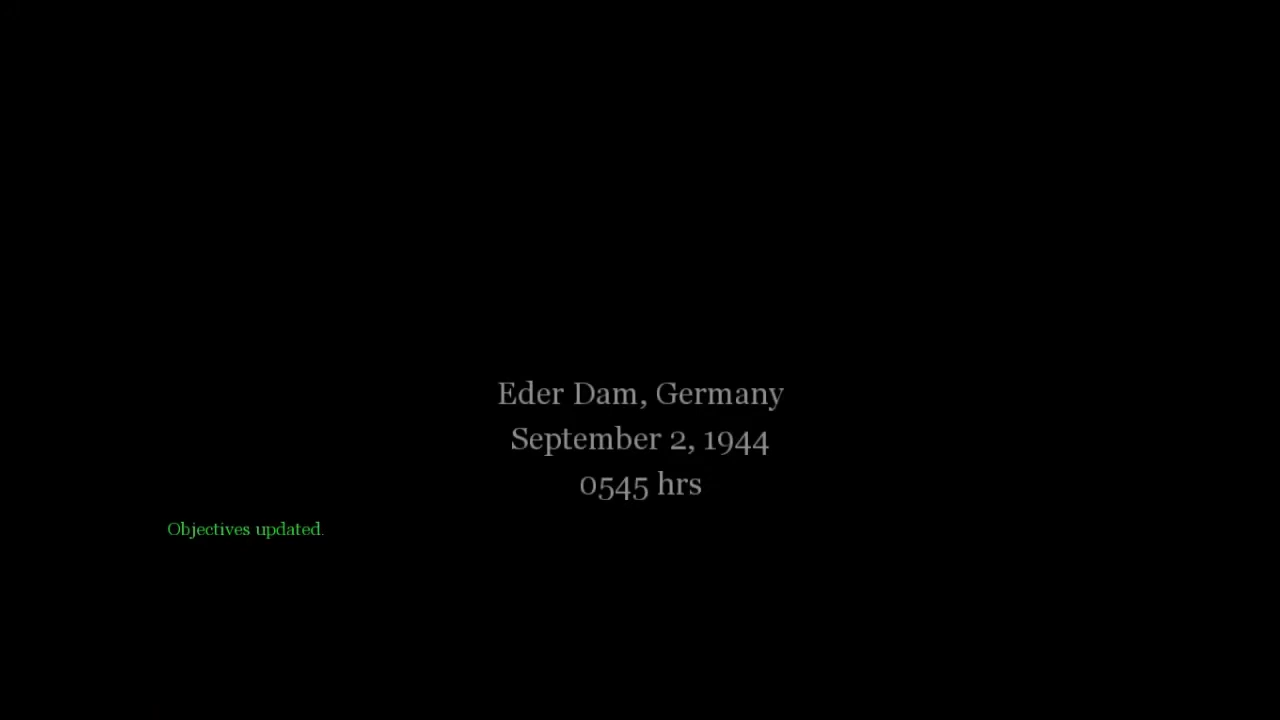 Eder Dam, Germany
September 2, 1944
0545 hrs
Objectives updated.